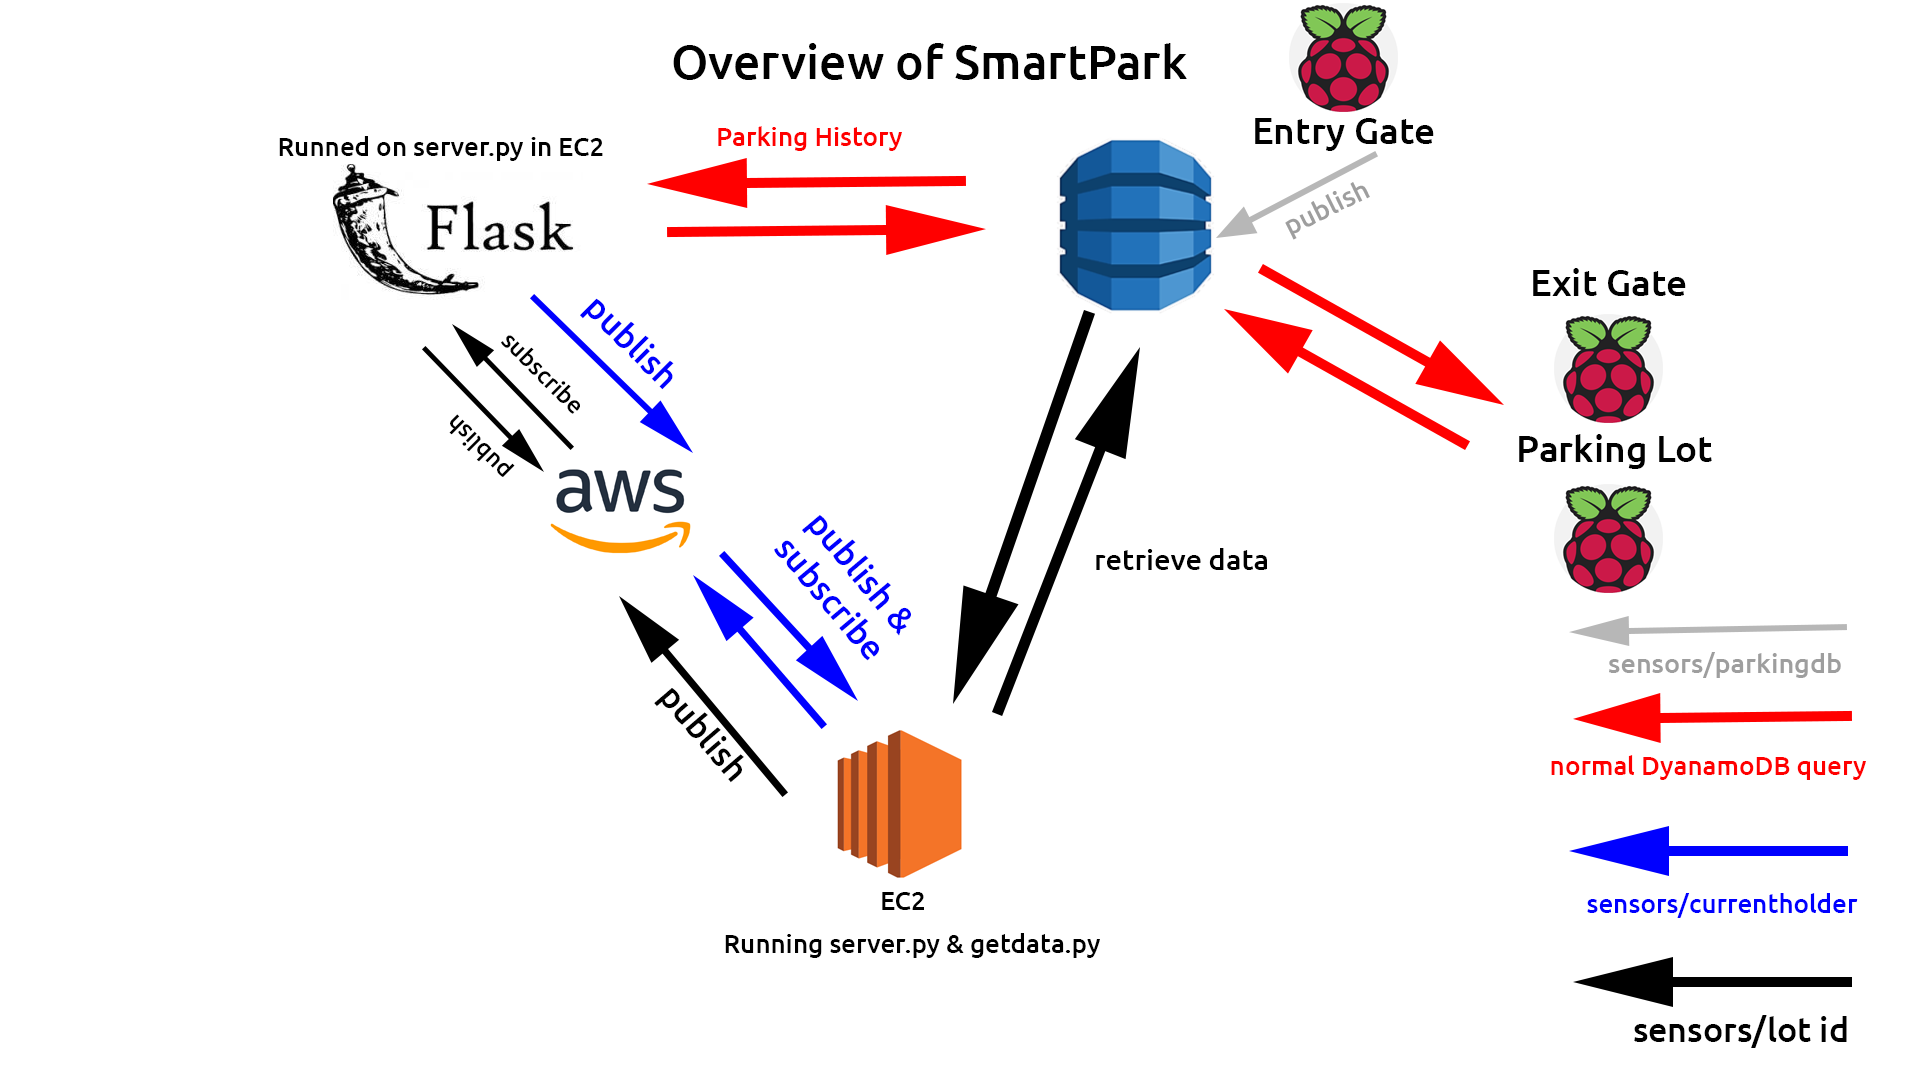 Overview of SmartPark
Entry Gate
Runned on server.py in EC2
Parking History
Flask
publish
Exit Gate
publish
subscribe
publish
Parking Lot
aws
publish &
subscribe
retrieve data
publish
sensors/parkingdb
normal DyanamoDB query
EC2
sensors/currentholder
Running server.py & getdata.py
sensors/lot id